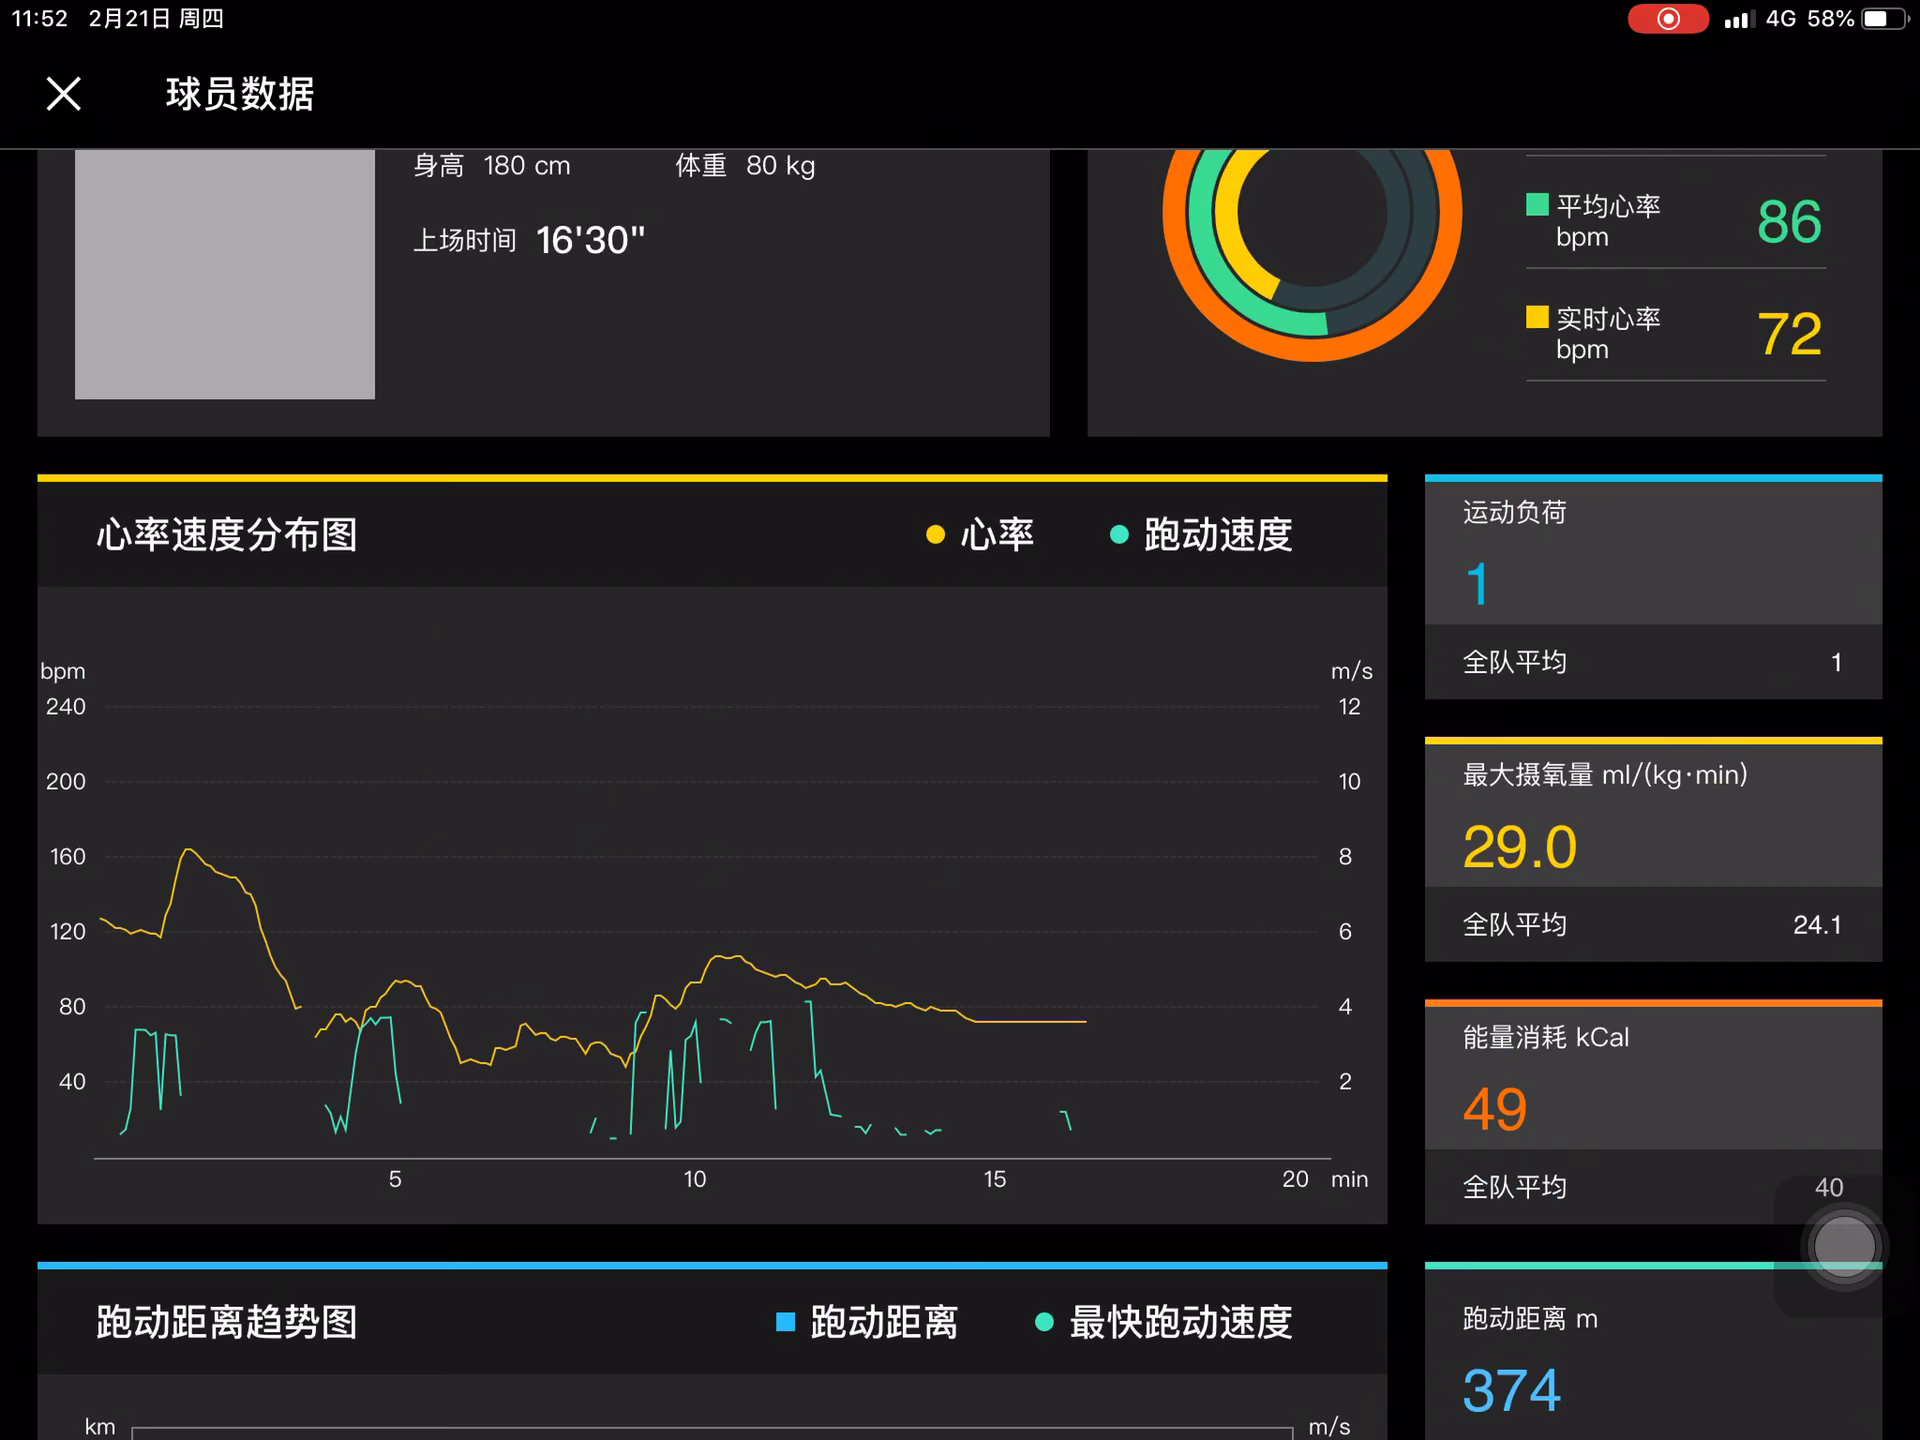 11:52 2月21日 周四
4G 58%
球员数据
身高 180 cm 体重 80 kg
上场时间 16'30"
平均心率
bpm
86
实时心率
bpm
72
心率速度分布图
心率 跑动速度
bpm m/s
240 12
200 10
160 8
120 6
80 4
40 2
5 10 15 20 min
运动负荷
1
全队平均 1
最大摄氧量 ml/(kg·min)
29.0
全队平均 24.1
能量消耗 kCal
49
全队平均 40
跑动距离趋势图
跑动距离 最快跑动速度
km m/s
跑动距离 m
374